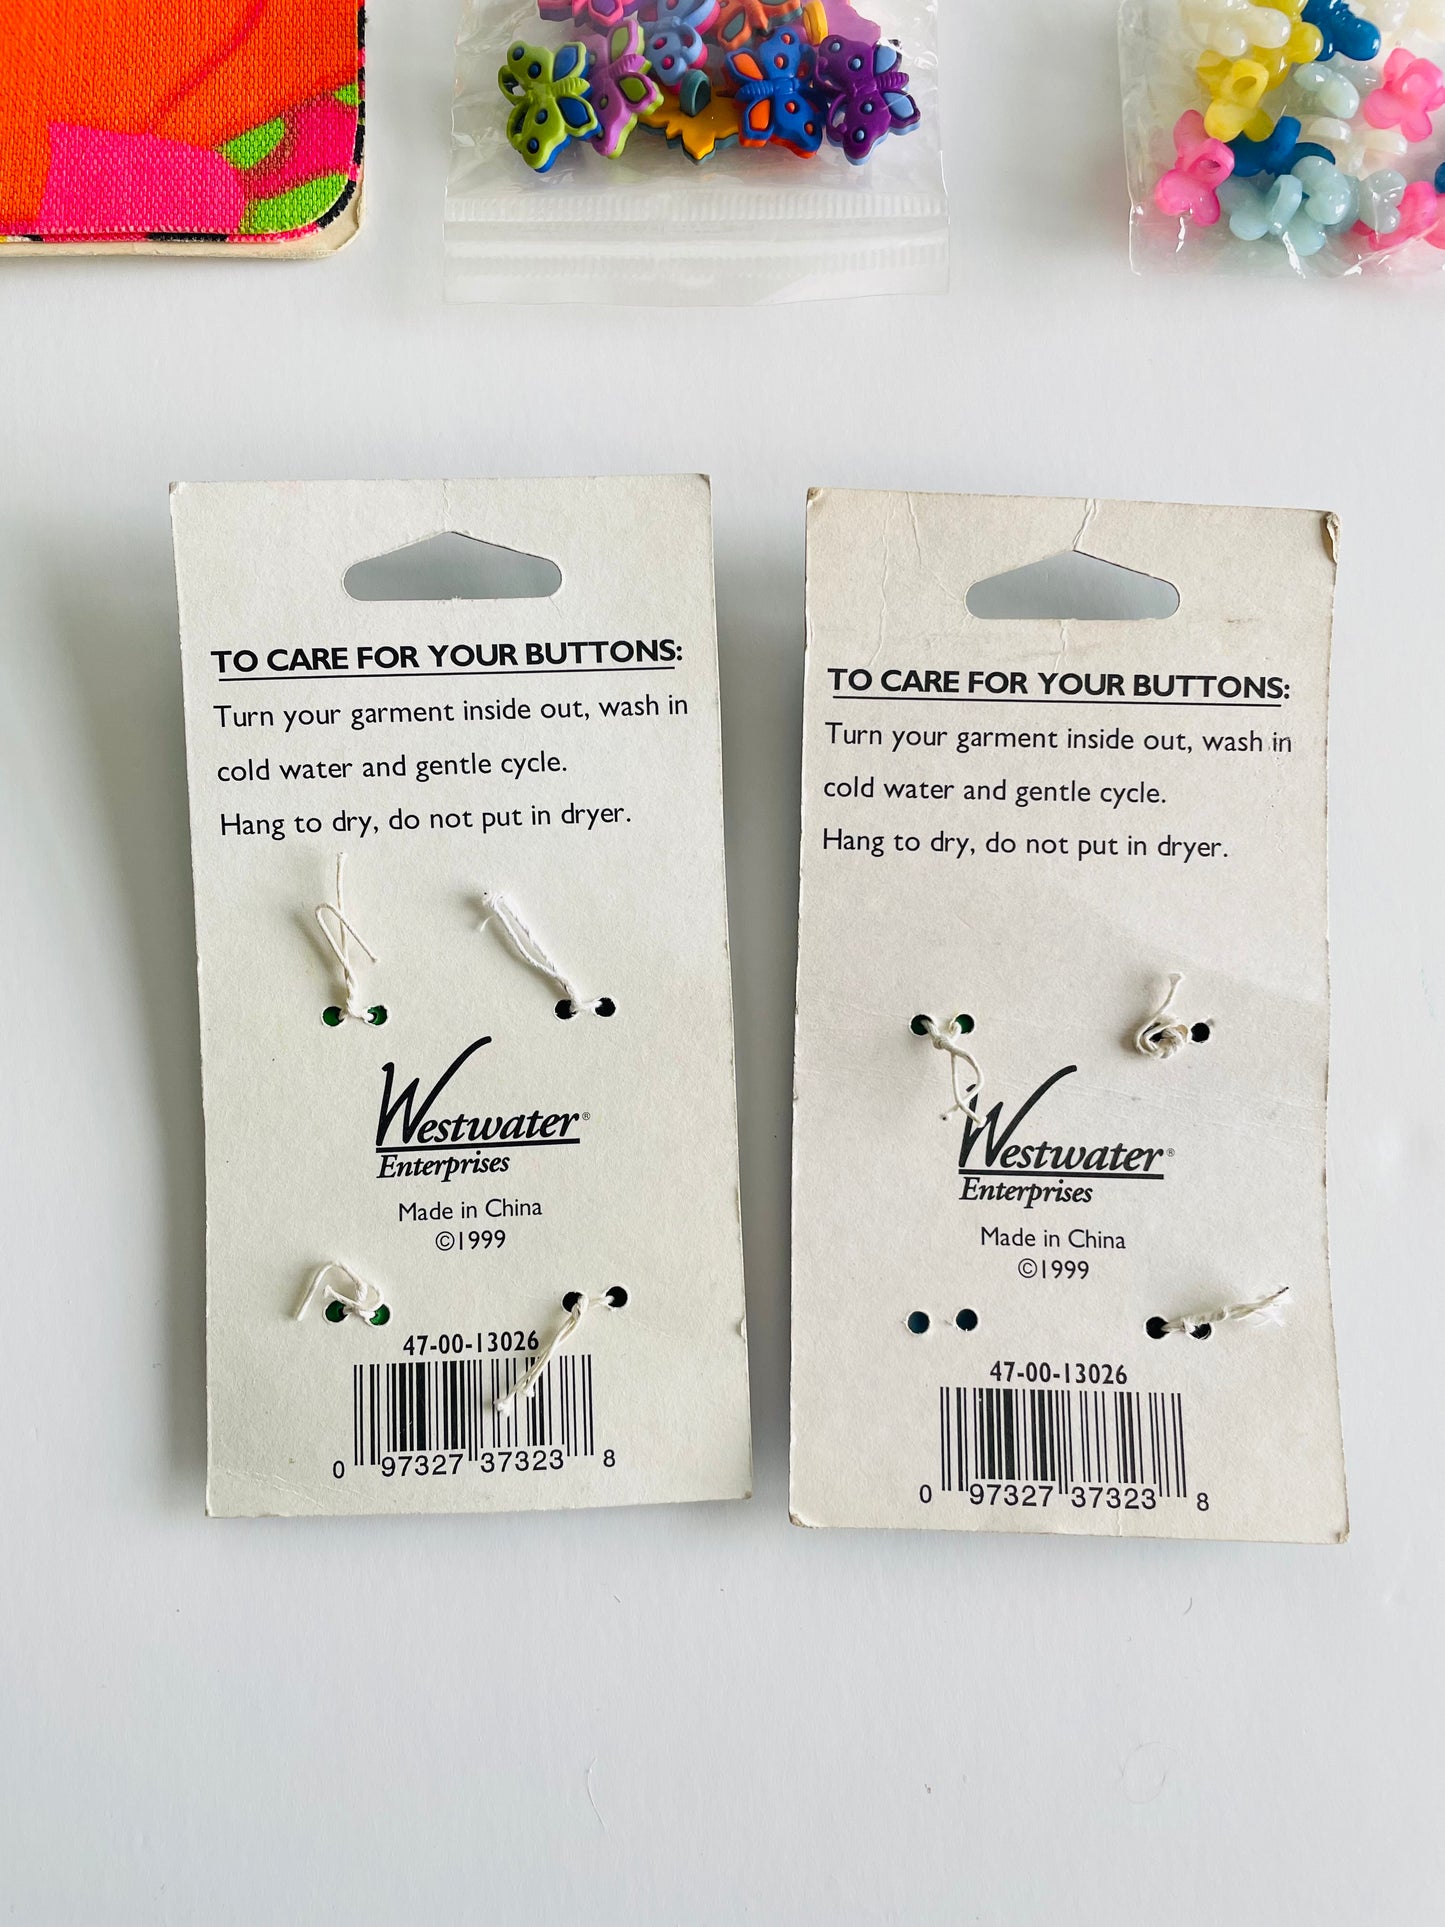 TO CARE FOR YOUR BUTTONS:
Turn your garment inside out, wash in
cold water and gentle cycle.
Hang to dry, do not put in dryer.
Westwater®
Enterprises
Made in China
©1999
47-00-13026
0 97327 37323 8
TO CARE FOR YOUR BUTTONS:
Turn your garment inside out, wash in
cold water and gentle cycle.
Hang to dry, do not put in dryer.
Westwater®
Enterprises
Made in China
©1999
47-00-13026
0 97327 37323 8